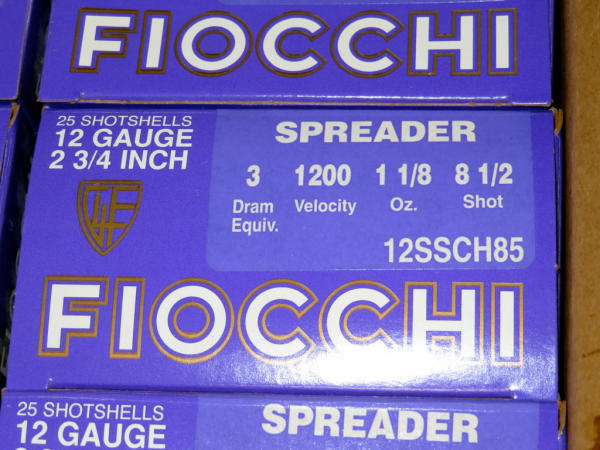 FIOCCHI
25 SHOTSHELLS
12 GAUGE
2 3/4 INCH
SPREADER
3 1200 1 1/8 8 1/2
Dram Velocity Oz. Shot
Equiv.
12SSCH85
GFL
FIOCCHI
25 SHOTSHELLS
12 GAUGE
SPREADER